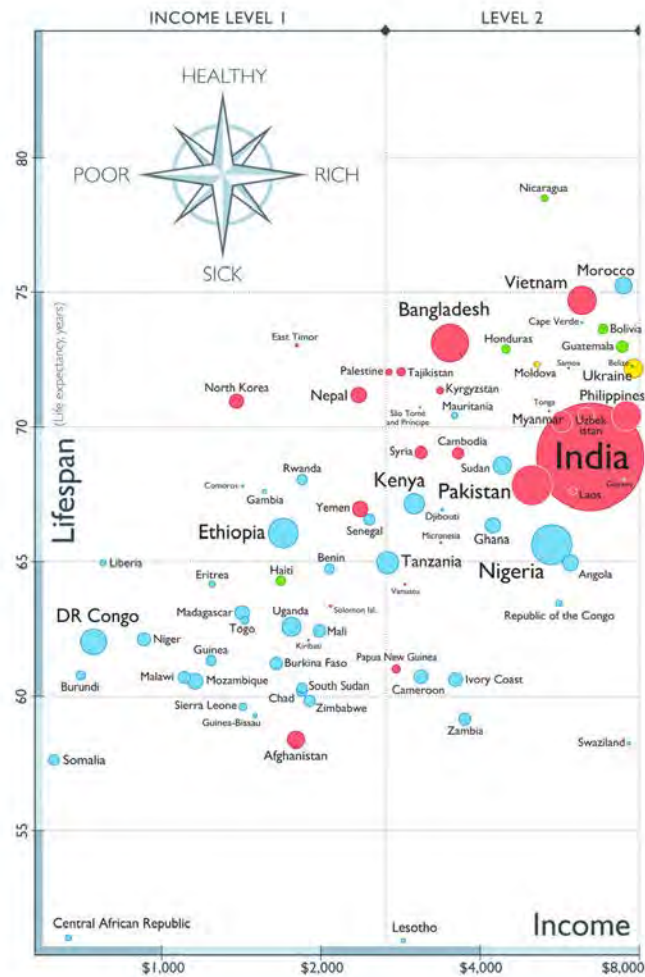 INCOME LEVEL 1
LEVEL 2
HEALTHY
POOR
RICH
SICK
80
75
70
65
60
55
Lifespan
(Life expectancy, years)
Nicaragua
Morocco
Vietnam
Bangladesh
Cape Verde
Bolivia
East Timor
Honduras
Guatemala
Samoa
Belize
Moldova
Ukraine
Palestine
Tajikistan
North Korea
Nepal
Kyrgyzstan
Philippines
São Tomé
and Principe
Mauritania
Tonga
Myanmar
Uzbek
istan
Syria
Cambodia
India
Sudan
Rwanda
Kenya
Pakistan
Guyana
Comoros
Gambia
Laos
Yemen
Djibouti
Ethiopia
Senegal
Ghana
Micronesia
Nigeria
Liberia
Benin
Tanzania
Angola
Eritrea
Haiti
Vanuatu
Republic of the Congo
DR Congo
Madagascar
Togo
Uganda
Solomon Isl.
Mali
Kiribati
Niger
Guinea
Burkina Faso
Papua New Guinea
Burundi
Malawi
Mozambique
South Sudan
Chad
Cameroon
Ivory Coast
Sierra Leone
Guinea-Bissau
Zimbabwe
Zambia
Afghanistan
Swaziland
Somalia
Central African Republic
Lesotho
Income
$1,000
$2,000
$4,000
$8,000